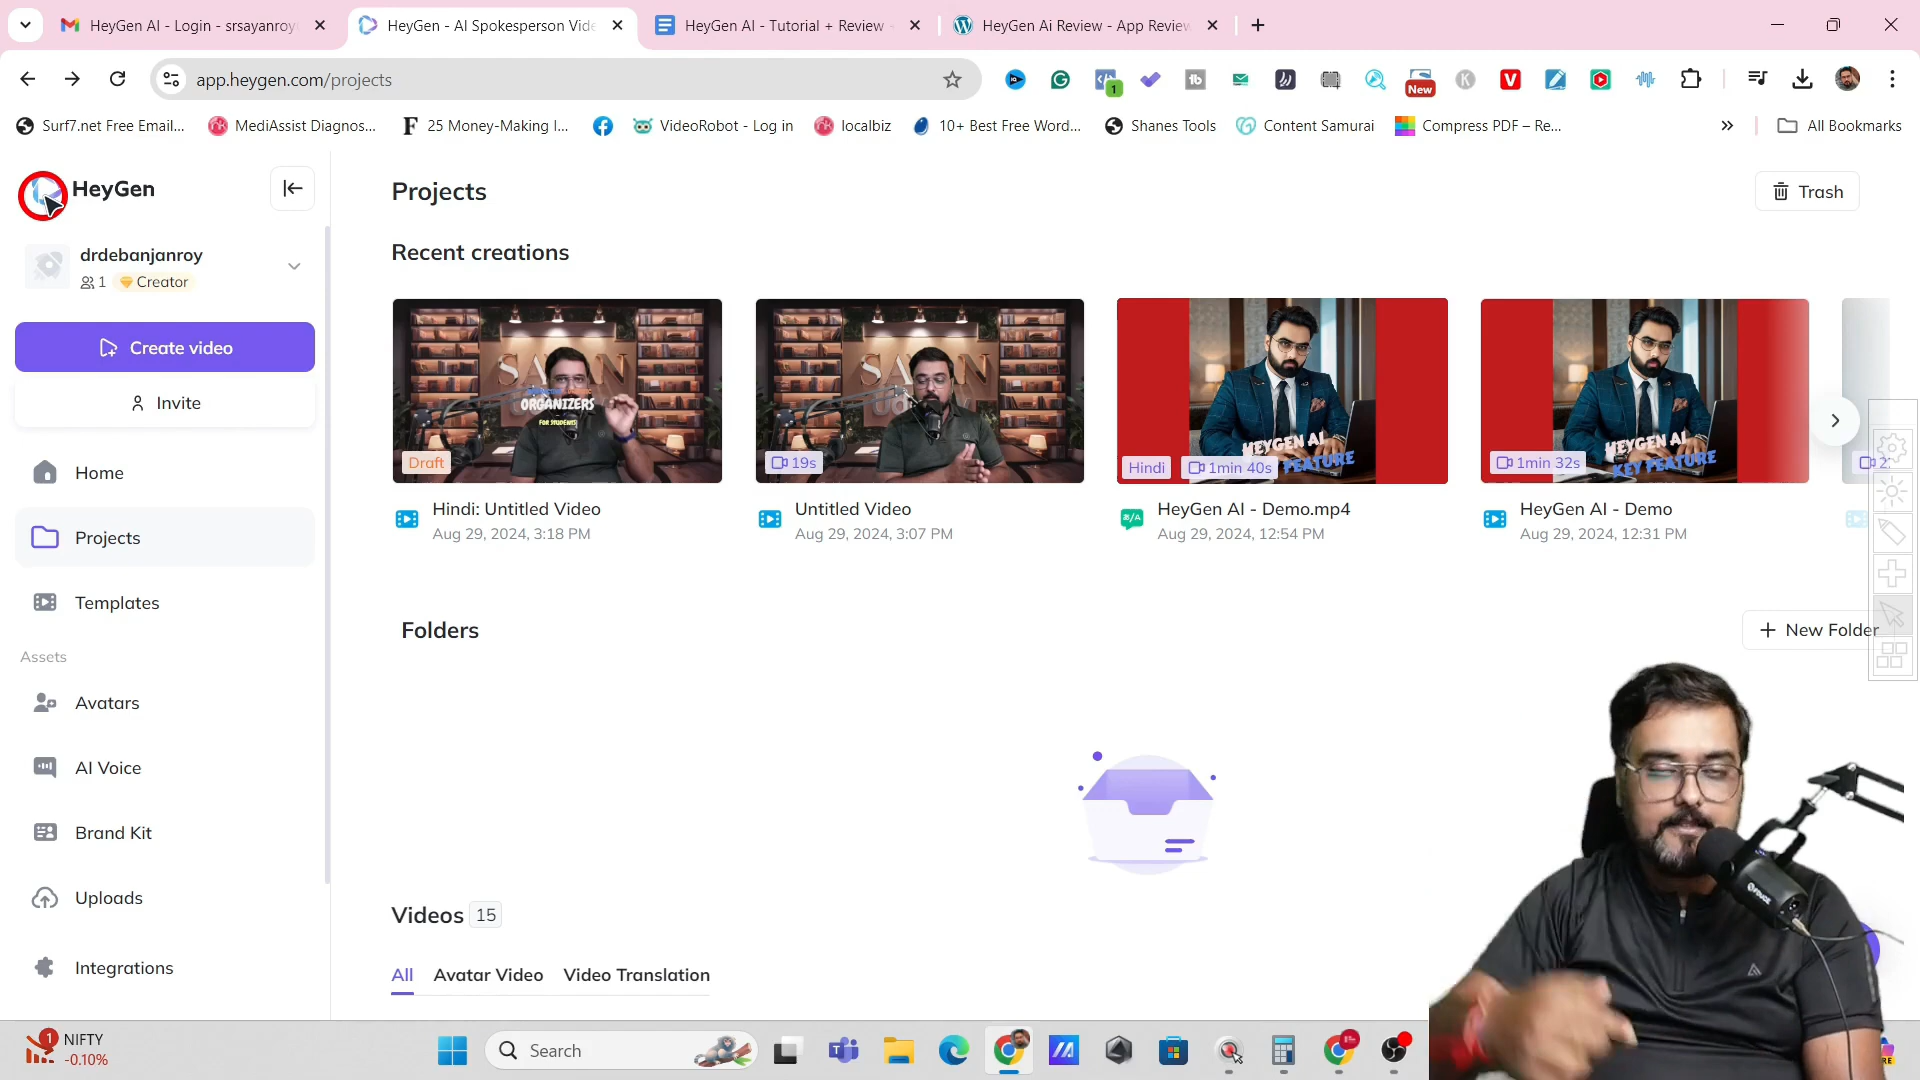 HeyGen AI - Login - srsayanroy
HeyGen - AI Spokesperson Vide
HeyGen AI - Tutorial + Review -
HeyGen Ai Review - App Review
app.heygen.com/projects
1
New
Surf7.net Free Email...
MediAssist Diagnos...
25 Money-Making I...
VideoRobot - Log in
localbiz
10+ Best Free Word...
Shanes Tools
Content Samurai
Compress PDF – Re...
All Bookmarks
HeyGen
drdebanjanroy
1
Creator
Create video
Invite
Home
Projects
Templates
Assets
Avatars
AI Voice
Brand Kit
Uploads
Integrations
Projects
Trash
Recent creations
ORGANIZERS
FOR STUDENTS
Draft
Hindi: Untitled Video
Aug 29, 2024, 3:18 PM
19s
Untitled Video
Aug 29, 2024, 3:07 PM
HEYGEN AI
FEATURE
Hindi
1min 40s
HeyGen AI - Demo.mp4
Aug 29, 2024, 12:54 PM
HEYGEN AI
KEY FEATURE
1min 32s
HeyGen AI - Demo
Aug 29, 2024, 12:31 PM
Folders
New Folder
Videos 15
All
Avatar Video
Video Translation
1
NIFTY
-0.10%
Search